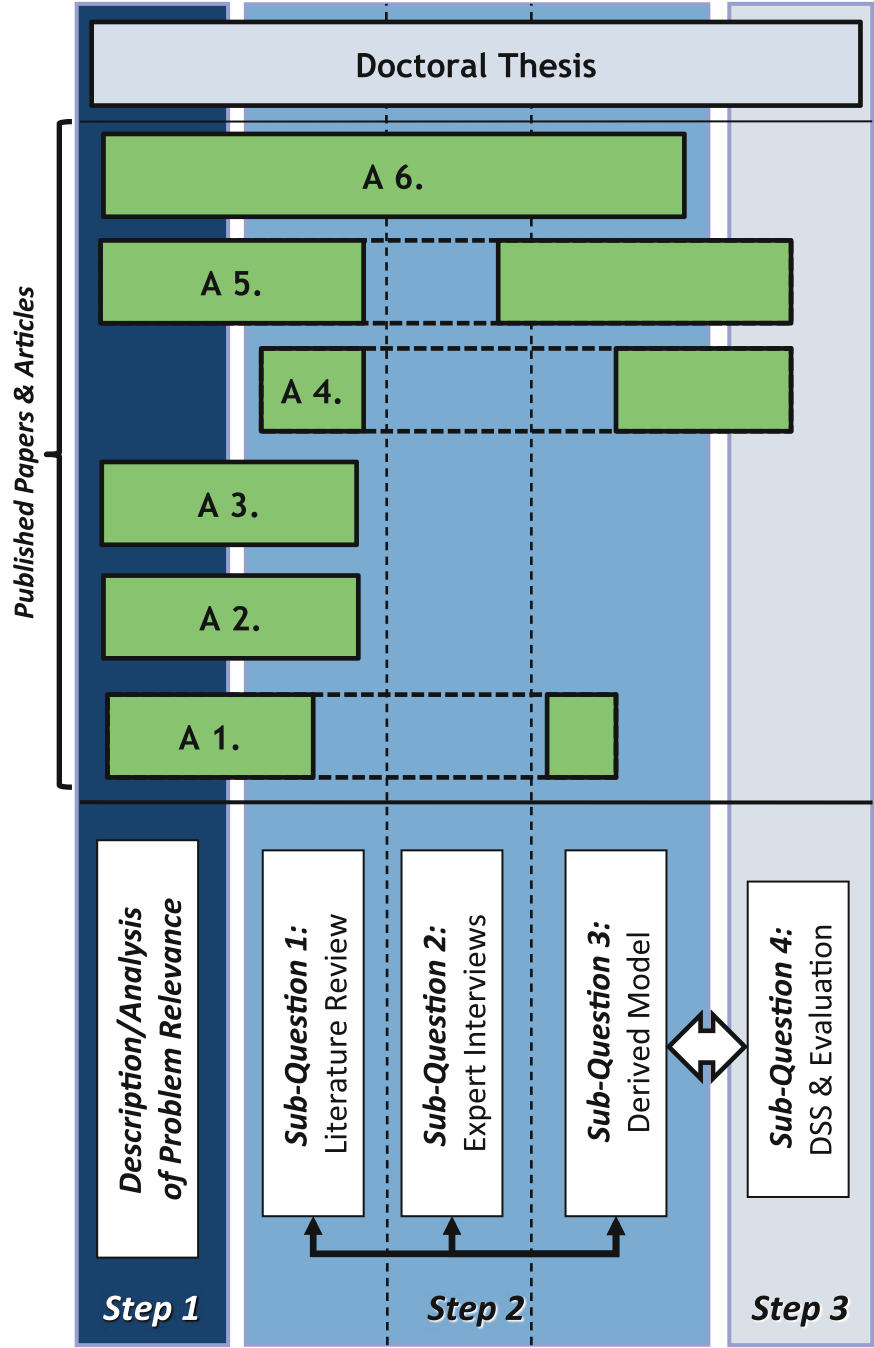 Doctoral Thesis
Published Papers & Articles
A 6.
A 5.
A 4.
A 3.
A 2.
A 1.
Description/Analysis
of Problem Relevance
Sub-Question 1:
Literature Review
Sub-Question 2:
Expert Interviews
Sub-Question 3:
Derived Model
Sub-Question 4:
DSS & Evaluation
Step 1
Step 2
Step 3